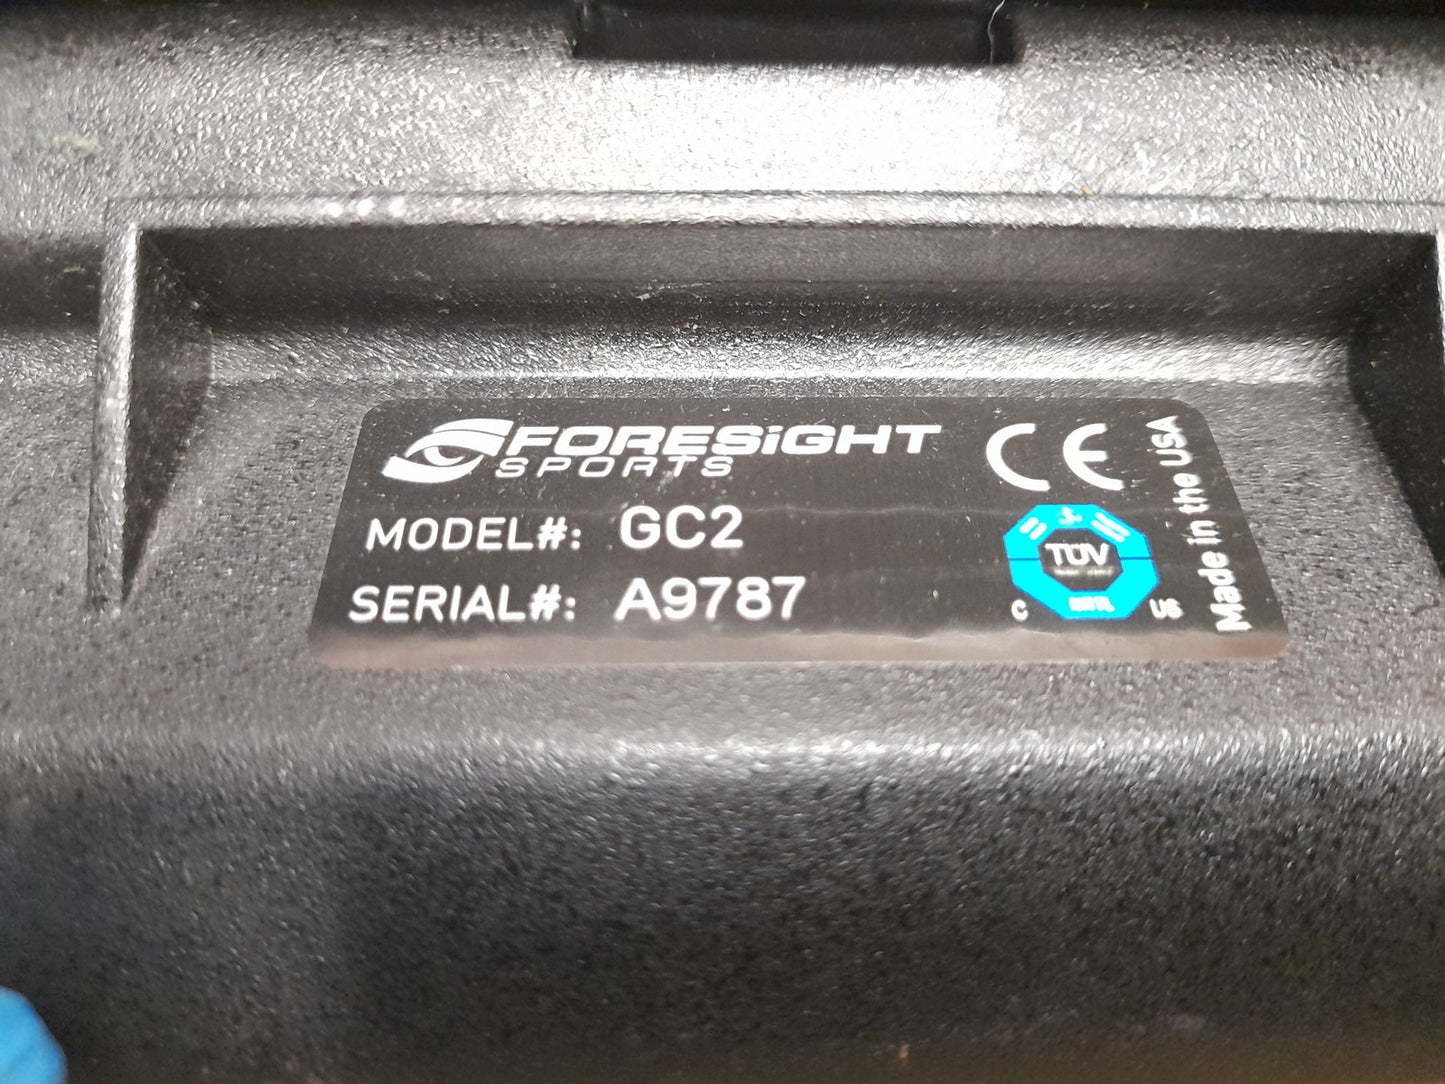 FORESiGHT
SPORTS
MODEL#: GC2
SERIAL#: A9787
CE
TÜV
C
US
Made in the USA